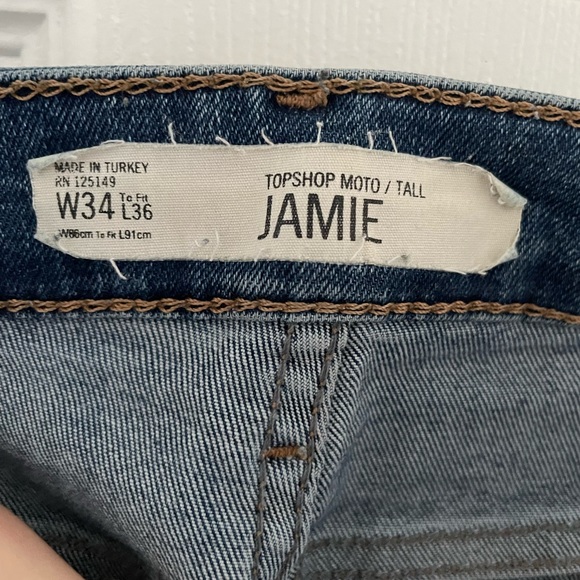 MADE IN TURKEY
RN 125149
W34 To Fit L36
W86cm To Fit L91cm
TOPSHOP MOTO / TALL
JAMIE